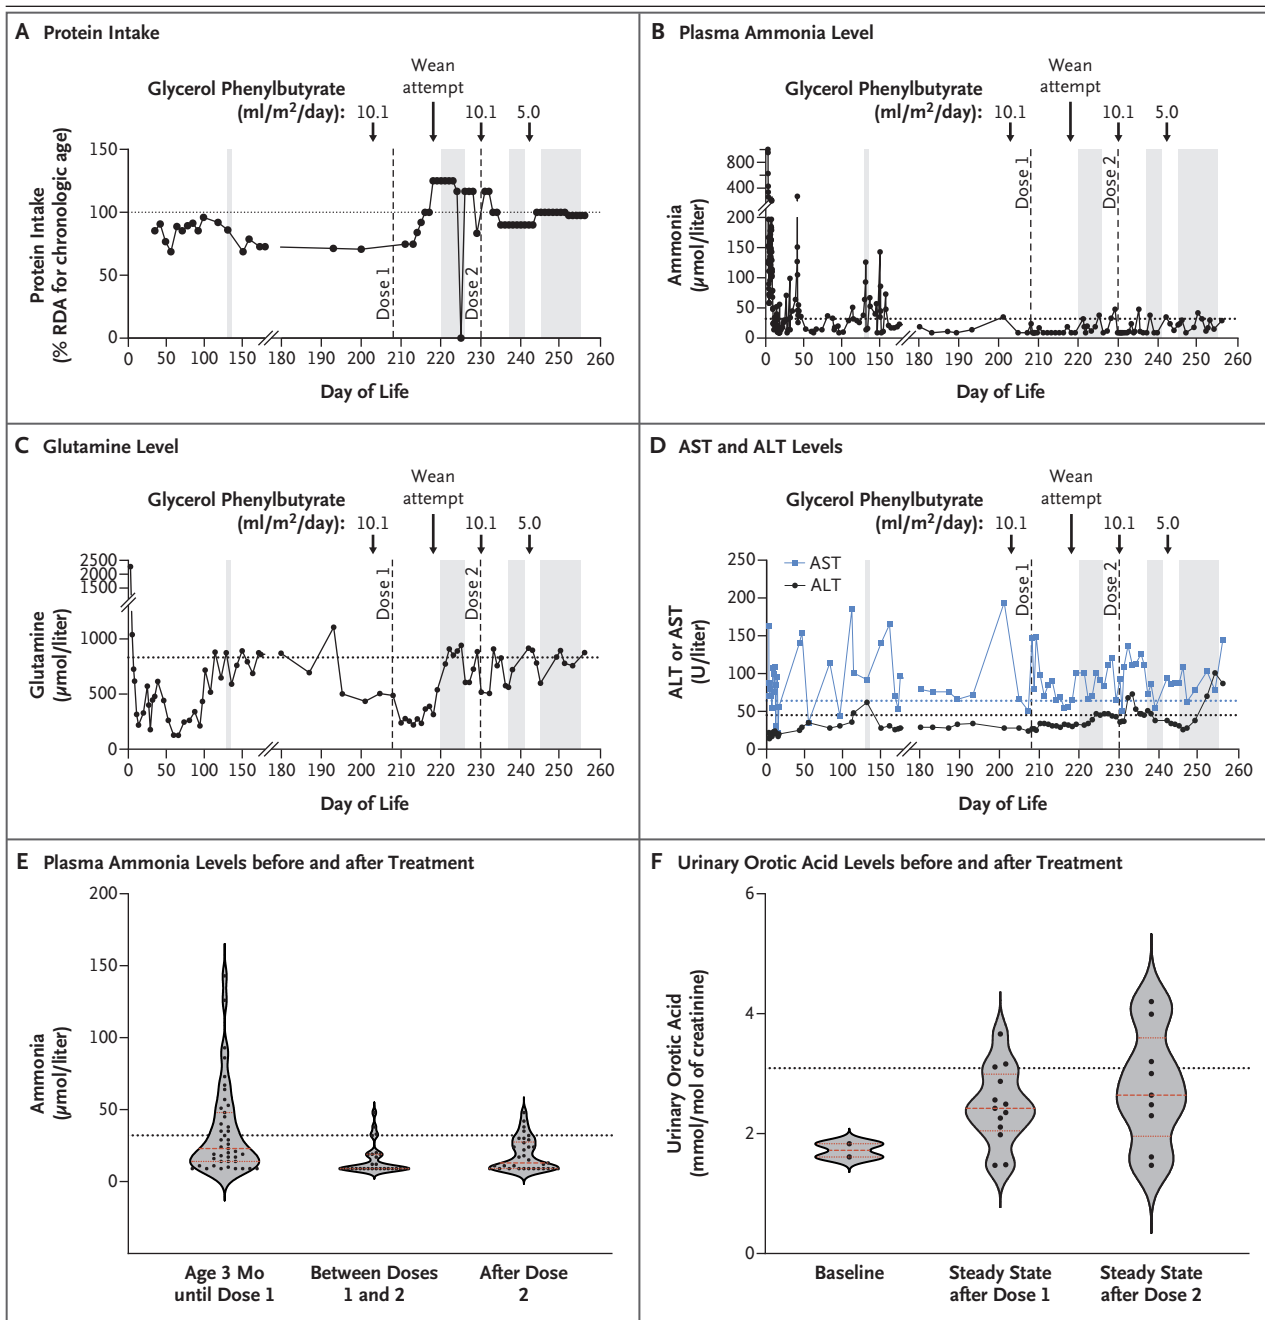 A Protein Intake
Glycerol Phenylbutyrate
(ml/m²/day):
10.1
Wean
attempt
10.1
5.0
Protein Intake
(% RDA for chronologic age)
150
100
50
0
Dose 1
Dose 2
0 50 100 150 180 190 200 210 220 230 240 250 260
Day of Life
B Plasma Ammonia Level
Glycerol Phenylbutyrate
(ml/m²/day):
10.1
Wean
attempt
10.1
5.0
Ammonia
(µmol/liter)
800
400
200
150
100
50
0
Dose 1
Dose 2
0 50 100 150 180 190 200 210 220 230 240 250 260
Day of Life
C Glutamine Level
Glycerol Phenylbutyrate
(ml/m²/day):
10.1
Wean
attempt
10.1
5.0
Glutamine
(µmol/liter)
2500
2000
1500
1000
500
0
Dose 1
Dose 2
0 50 100 150 180 190 200 210 220 230 240 250 260
Day of Life
D AST and ALT Levels
Glycerol Phenylbutyrate
(ml/m²/day):
10.1
Wean
attempt
10.1
5.0
ALT or AST
(U/liter)
250
200
150
100
50
0
AST
ALT
Dose 1
Dose 2
0 50 100 150 180 190 200 210 220 230 240 250 260
Day of Life
E Plasma Ammonia Levels before and after Treatment
Ammonia
(µmol/liter)
200
150
100
50
0
Age 3 Mo
until Dose 1
Between Doses
1 and 2
After Dose
2
F Urinary Orotic Acid Levels before and after Treatment
Urinary Orotic Acid
(mmol/mol of creatinine)
6
4
2
0
Baseline
Steady State
after Dose 1
Steady State
after Dose 2